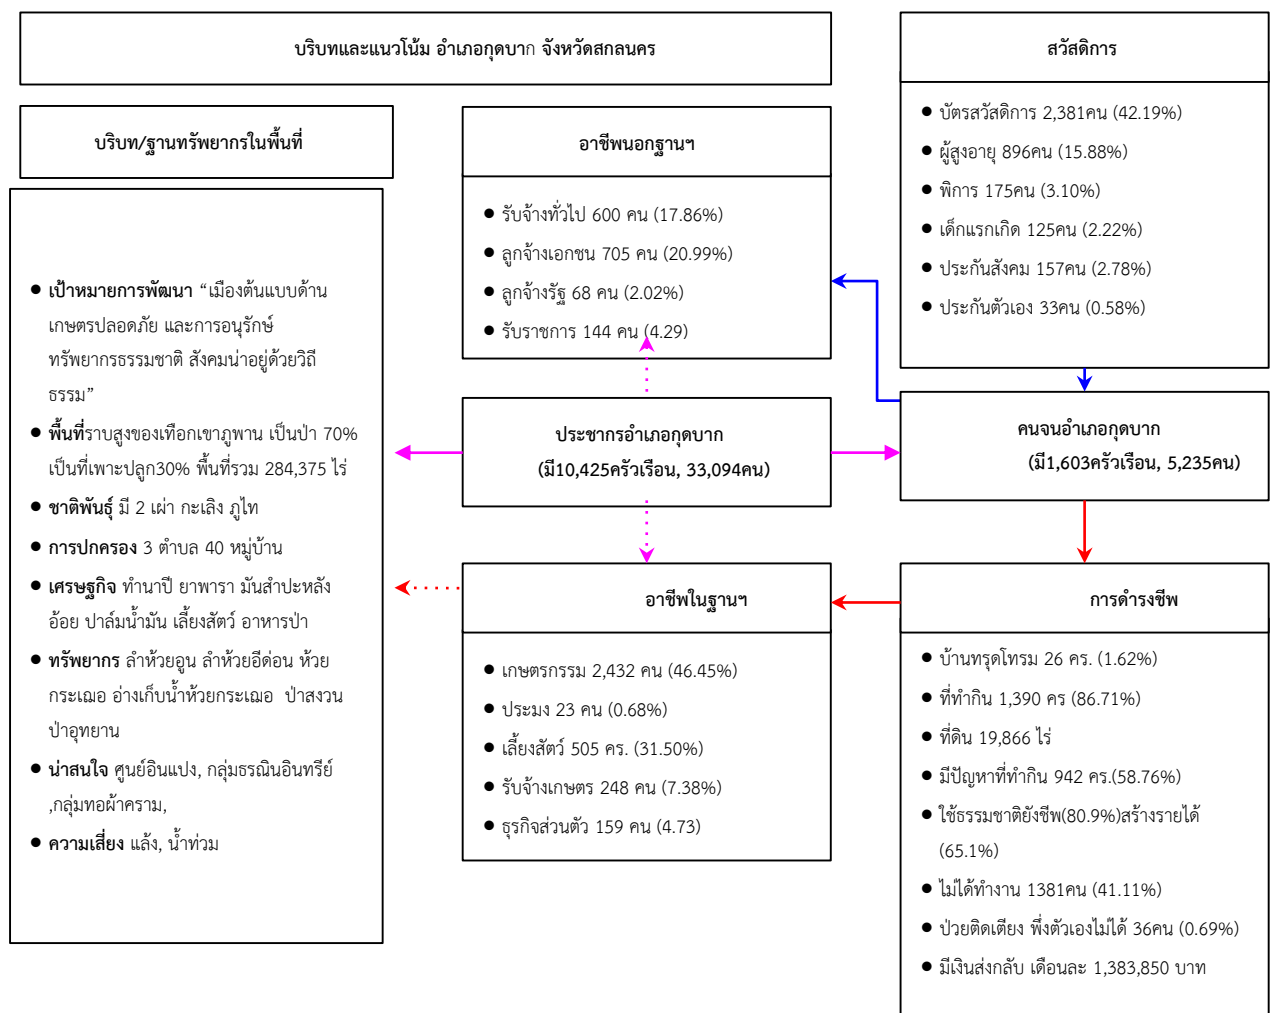 บริบทและแนวโน้ม อำเภอกุดบาก จังหวัดสกลนคร
บริบท/ฐานทรัพยากรในพื้นที่
● เป้าหมายการพัฒนา “เมืองต้นแบบด้าน
เกษตรปลอดภัย และการอนุรักษ์
ทรัพยากรธรรมชาติ สังคมน่าอยู่ด้วยวิถี
ธรรม”
● พื้นที่ราบสูงของเทือกเขาภูพาน เป็นป่า 70%
เป็นที่เพาะปลูก30% พื้นที่รวม 284,375 ไร่
● ชาติพันธุ์ มี 2 เผ่า กะเลิง ภูไท
● การปกครอง 3 ตำบล 40 หมู่บ้าน
● เศรษฐกิจ ทำนาปี ยาพารา มันสำปะหลัง
อ้อย ปาล์มน้ำมัน เลี้ยงสัตว์ อาหารป่า
● ทรัพยากร ลำห้วยอูน ลำห้วยอีด่อน ห้วย
กระเฌอ อ่างเก็บน้ำห้วยกระเฌอ ป่าสงวน
ป่าอุทยาน
● น่าสนใจ ศูนย์อินแปง, กลุ่มธรณินอินทรีย์
,กลุ่มทอผ้าคราม,
● ความเสี่ยง แล้ง, น้ำท่วม
อาชีพนอกฐานฯ
● รับจ้างทั่วไป 600 คน (17.86%)
● ลูกจ้างเอกชน 705 คน (20.99%)
● ลูกจ้างรัฐ 68 คน (2.02%)
● รับราชการ 144 คน (4.29)
ประชากรอำเภอกุดบาก
(มี10,425ครัวเรือน, 33,094คน)
อาชีพในฐานฯ
● เกษตรกรรม 2,432 คน (46.45%)
● ประมง 23 คน (0.68%)
● เลี้ยงสัตว์ 505 คร. (31.50%)
● รับจ้างเกษตร 248 คน (7.38%)
● ธุรกิจส่วนตัว 159 คน (4.73)
สวัสดิการ
● บัตรสวัสดิการ 2,381คน (42.19%)
● ผู้สูงอายุ 896คน (15.88%)
● พิการ 175คน (3.10%)
● เด็กแรกเกิด 125คน (2.22%)
● ประกันสังคม 157คน (2.78%)
● ประกันตัวเอง 33คน (0.58%)
คนจนอำเภอกุดบาก
(มี1,603ครัวเรือน, 5,235คน)
การดำรงชีพ
● บ้านทรุดโทรม 26 คร. (1.62%)
● ที่ทำกิน 1,390 คร (86.71%)
● ที่ดิน 19,866 ไร่
● มีปัญหาที่ทำกิน 942 คร.(58.76%)
● ใช้ธรรมชาติยังชีพ(80.9%)สร้างรายได้
(65.1%)
● ไม่ได้ทำงาน 1381คน (41.11%)
● ป่วยติดเตียง พึ่งตัวเองไม่ได้ 36คน (0.69%)
● มีเงินส่งกลับ เดือนละ 1,383,850 บาท